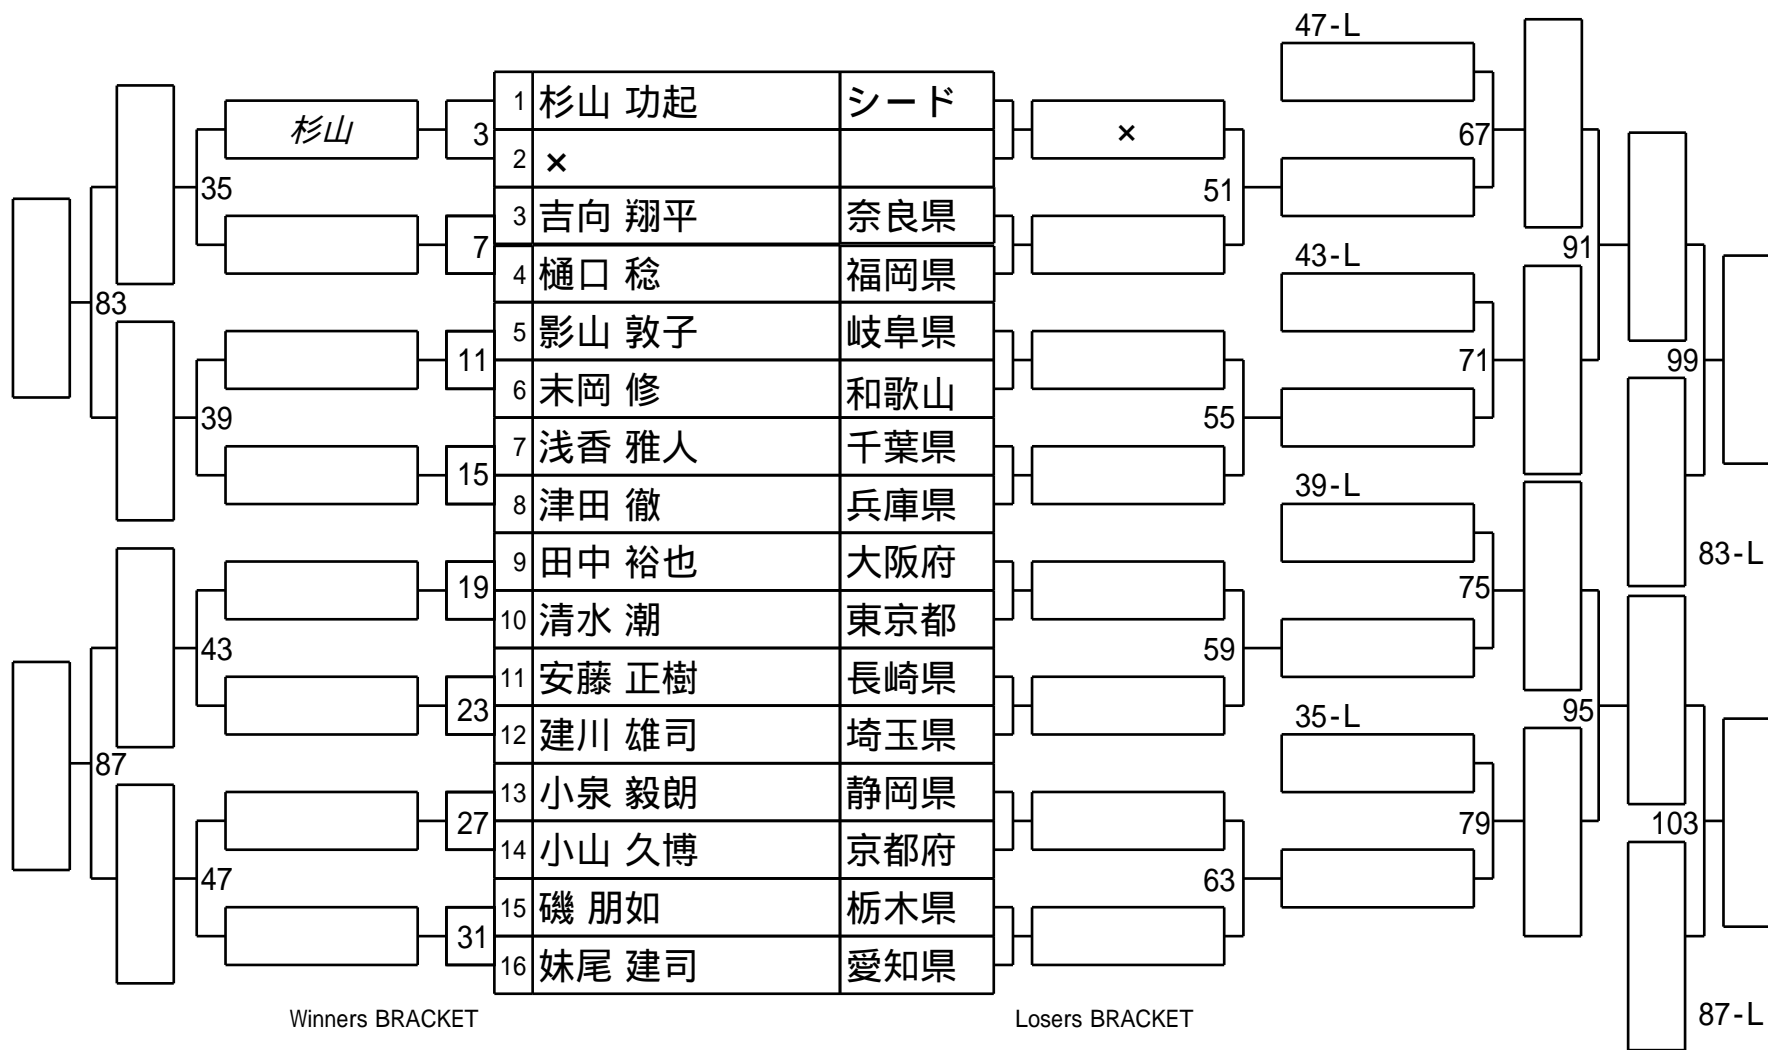 47-L
1 杉山 功起 シード
杉山 3 × 67
2 ×
35 51
3 吉向 翔平 奈良県
7 43-L 91
4 樋口 稔 福岡県
83
5 影山 敦子 岐阜県
11 71 99
6 末岡 修 和歌山
39 55
7 浅香 雅人 千葉県
15 39-L
8 津田 徹 兵庫県
83-L
9 田中 裕也 大阪府
19 75
10 清水 潮 東京都
43 59
11 安藤 正樹 長崎県
23 35-L 95
12 建川 雄司 埼玉県
87
13 小泉 毅朗 静岡県
27 79 103
14 小山 久博 京都府
47 63
15 磯 朋如 栃木県
31
16 妹尾 建司 愛知県
Winners BRACKET Losers BRACKET 87-L